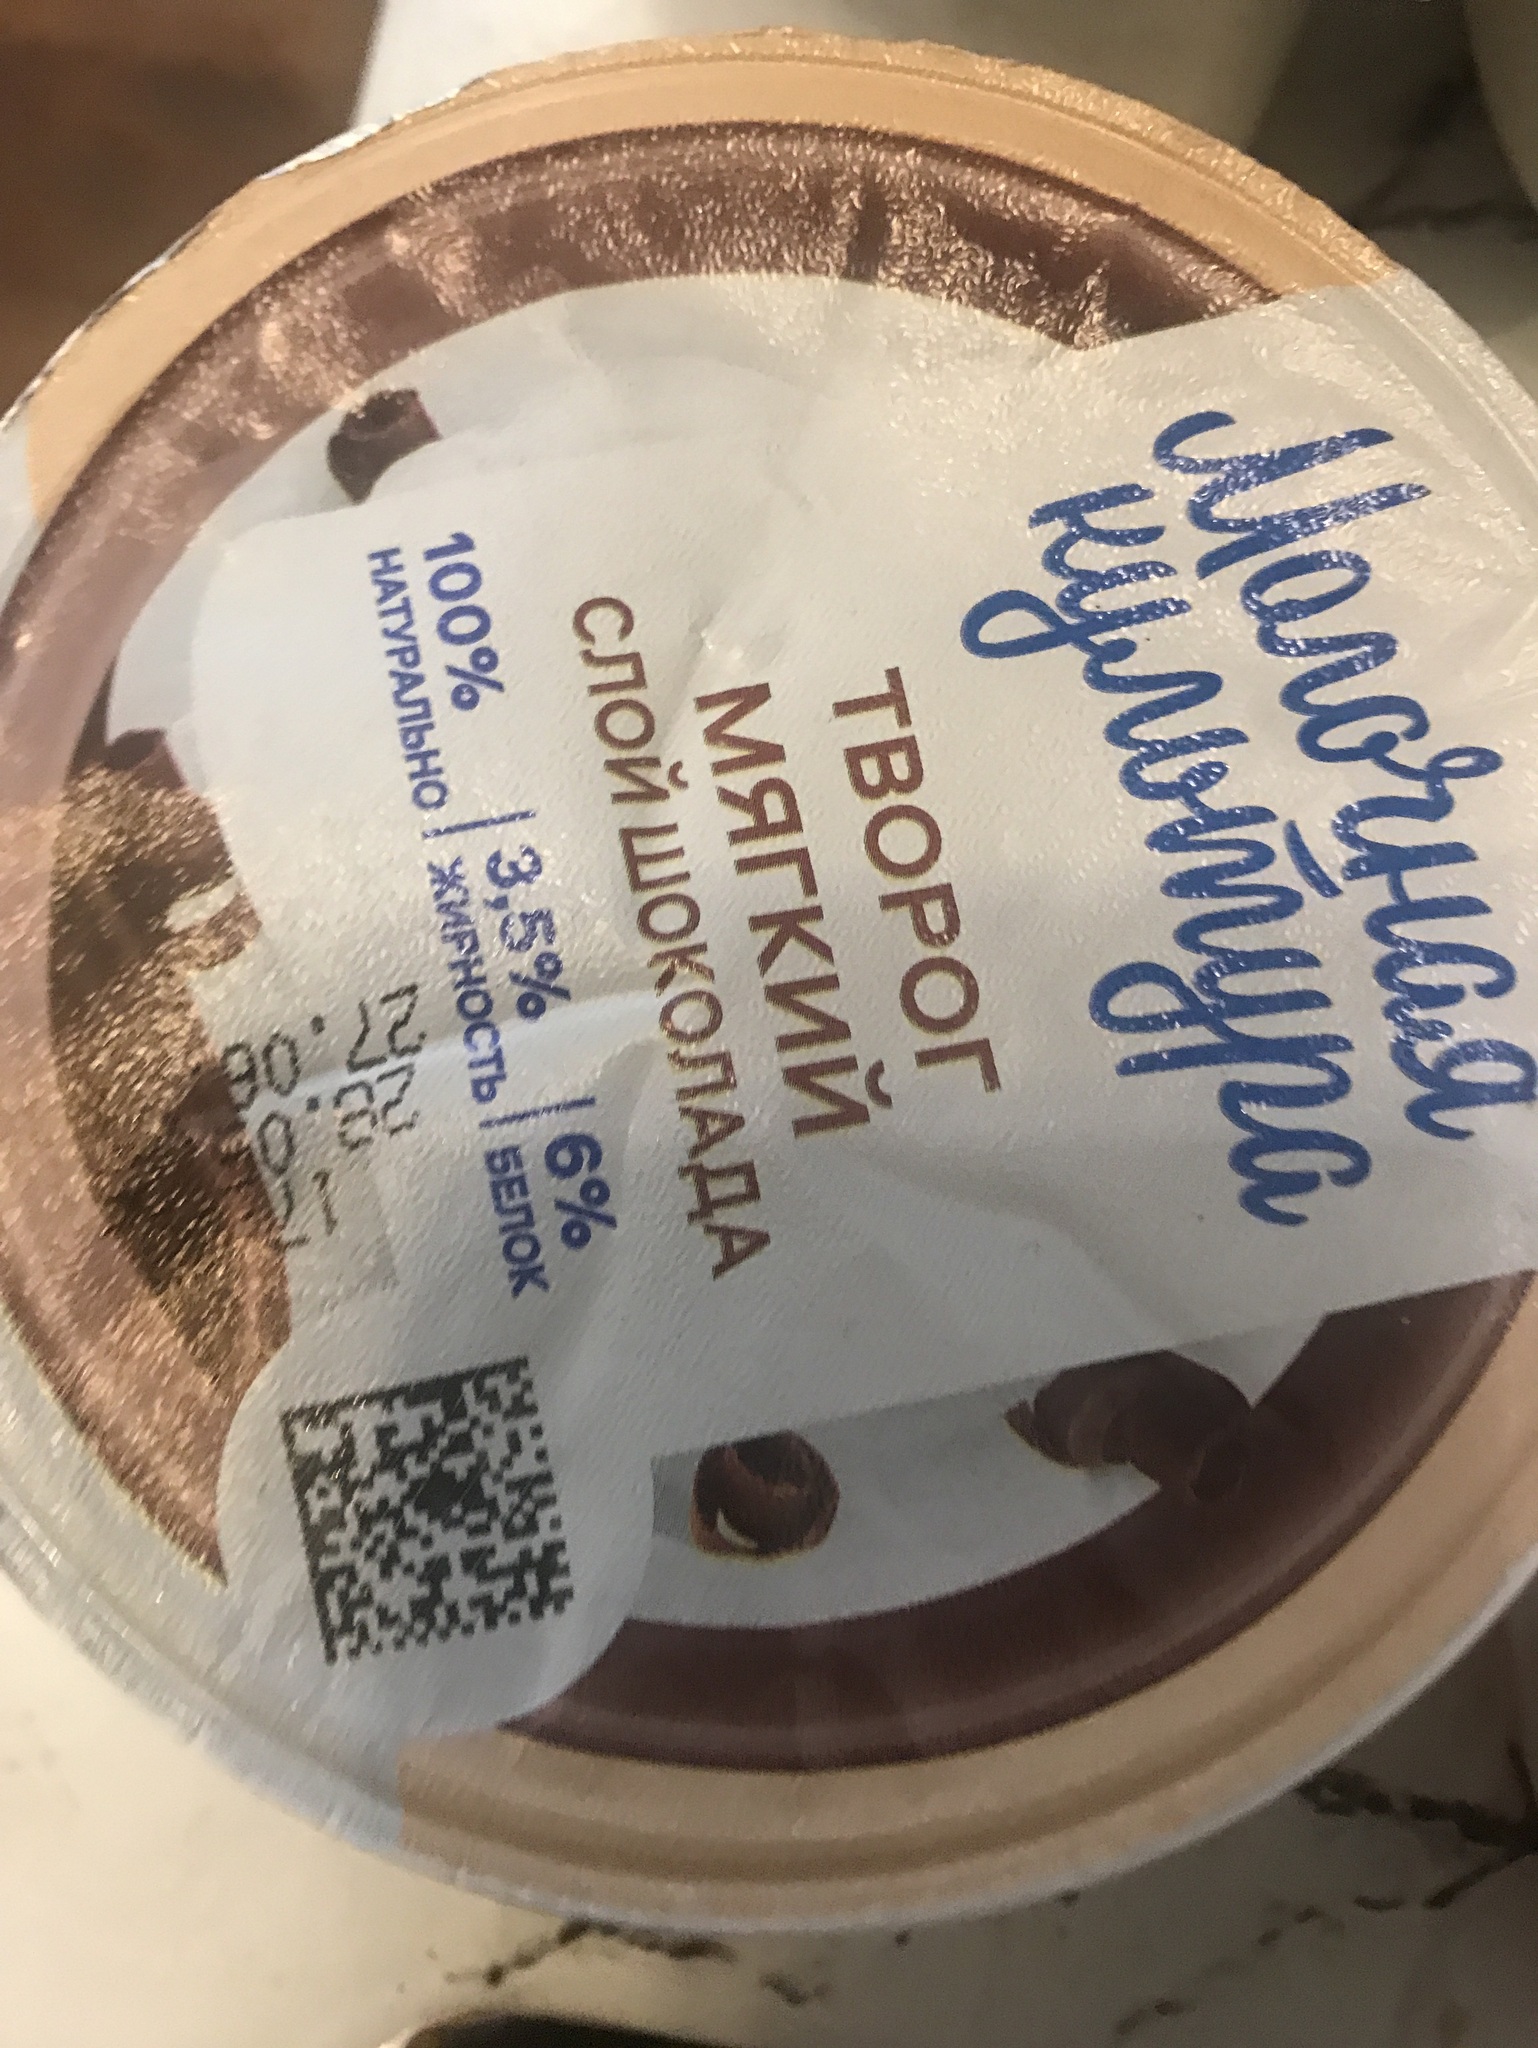 Молочная
культура
ТВОРОГ
МЯГКИЙ
СЛОЙ ШОКОЛАДА
100% | 3,5% | 6%
НАТУРАЛЬНО | ЖИРНОСТЬ | БЕЛОК